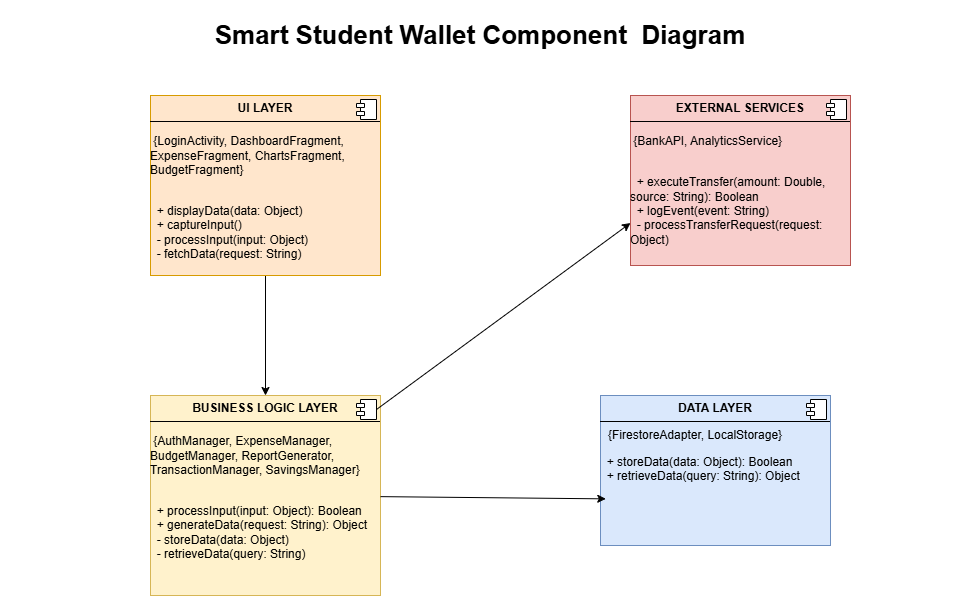 Smart Student Wallet Component  Diagram
UI LAYER
{LoginActivity, DashboardFragment,
ExpenseFragment, ChartsFragment,
BudgetFragment}
+ displayData(data: Object)
+ captureInput()
- processInput(input: Object)
- fetchData(request: String)
EXTERNAL SERVICES
{BankAPI, AnalyticsService}
+ executeTransfer(amount: Double,
source: String): Boolean
+ logEvent(event: String)
- processTransferRequest(request:
Object)
BUSINESS LOGIC LAYER
{AuthManager, ExpenseManager,
BudgetManager, ReportGenerator,
TransactionManager, SavingsManager}
+ processInput(input: Object): Boolean
+ generateData(request: String): Object
- storeData(data: Object)
- retrieveData(query: String)
DATA LAYER
{FirestoreAdapter, LocalStorage}
+ storeData(data: Object): Boolean
+ retrieveData(query: String): Object